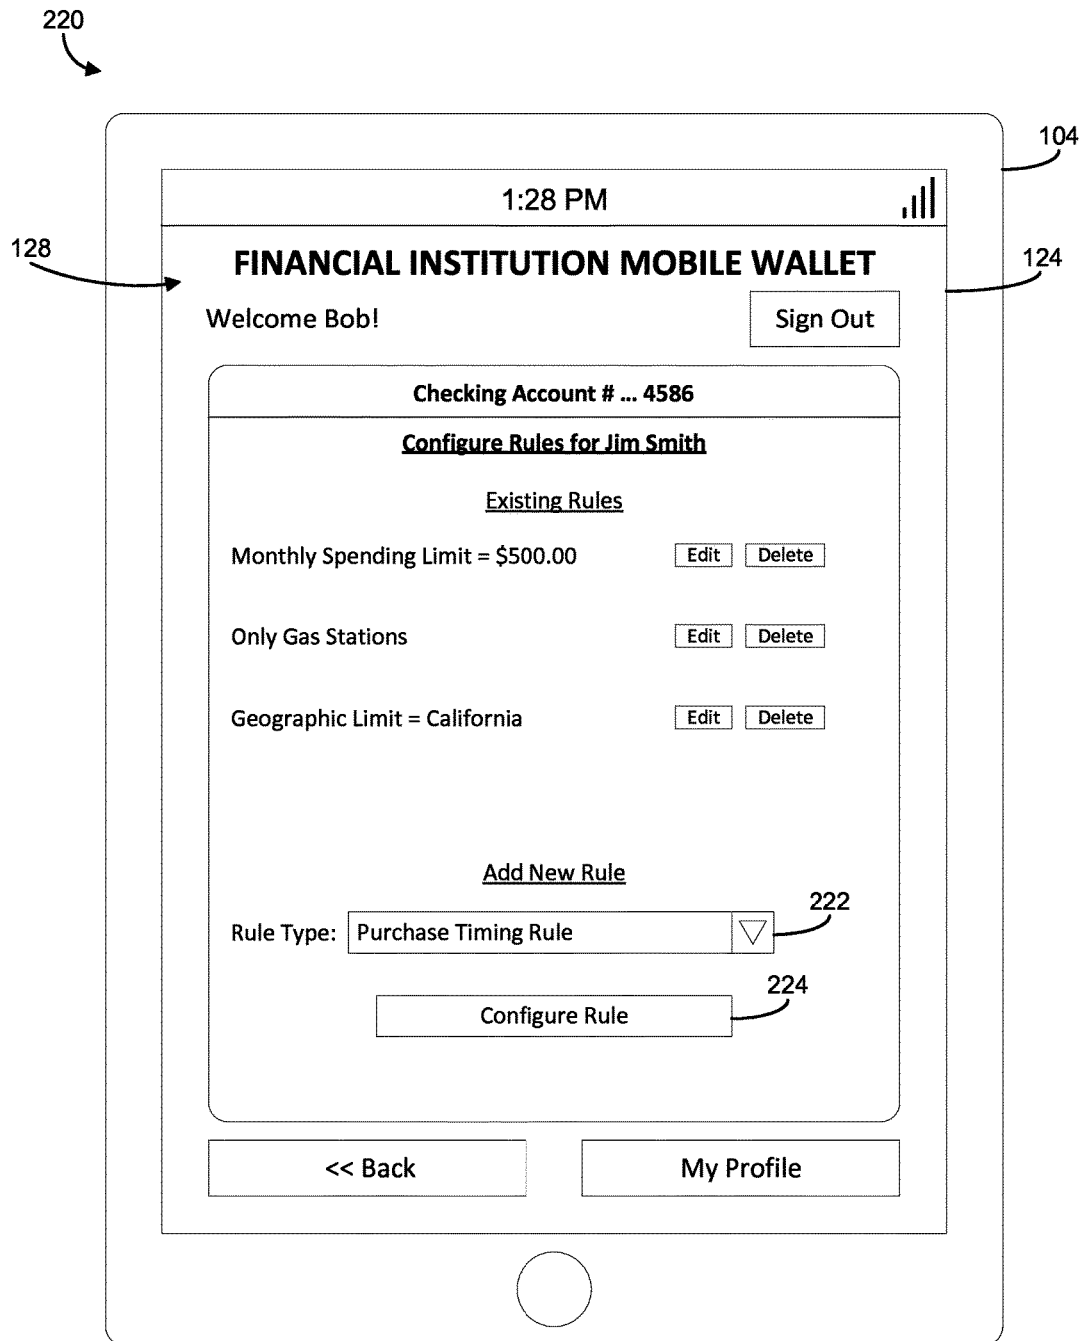 220
104
1:28 PM
128
FINANCIAL INSTITUTION MOBILE WALLET
124
Welcome Bob!
Sign Out
Checking Account # ... 4586
Configure Rules for Jim Smith
Existing Rules
Monthly Spending Limit = $500.00 Edit Delete
Only Gas Stations Edit Delete
Geographic Limit = California Edit Delete
Add New Rule
222
Rule Type: Purchase Timing Rule
224
Configure Rule
<< Back
My Profile